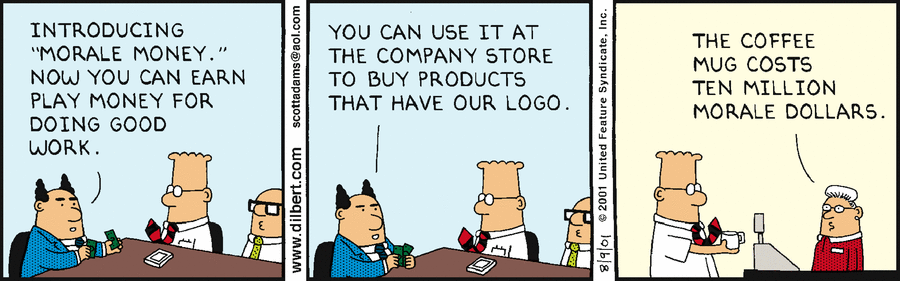 INTRODUCING
"MORALE MONEY."
NOW YOU CAN EARN
PLAY MONEY FOR
DOING GOOD
WORK.
www.dilbert.com scottadams@aol.com
YOU CAN USE IT AT
THE COMPANY STORE
TO BUY PRODUCTS
THAT HAVE OUR LOGO.
8/9/01 © 2001 United Feature Syndicate, Inc.
THE COFFEE
MUG COSTS
TEN MILLION
MORALE DOLLARS.